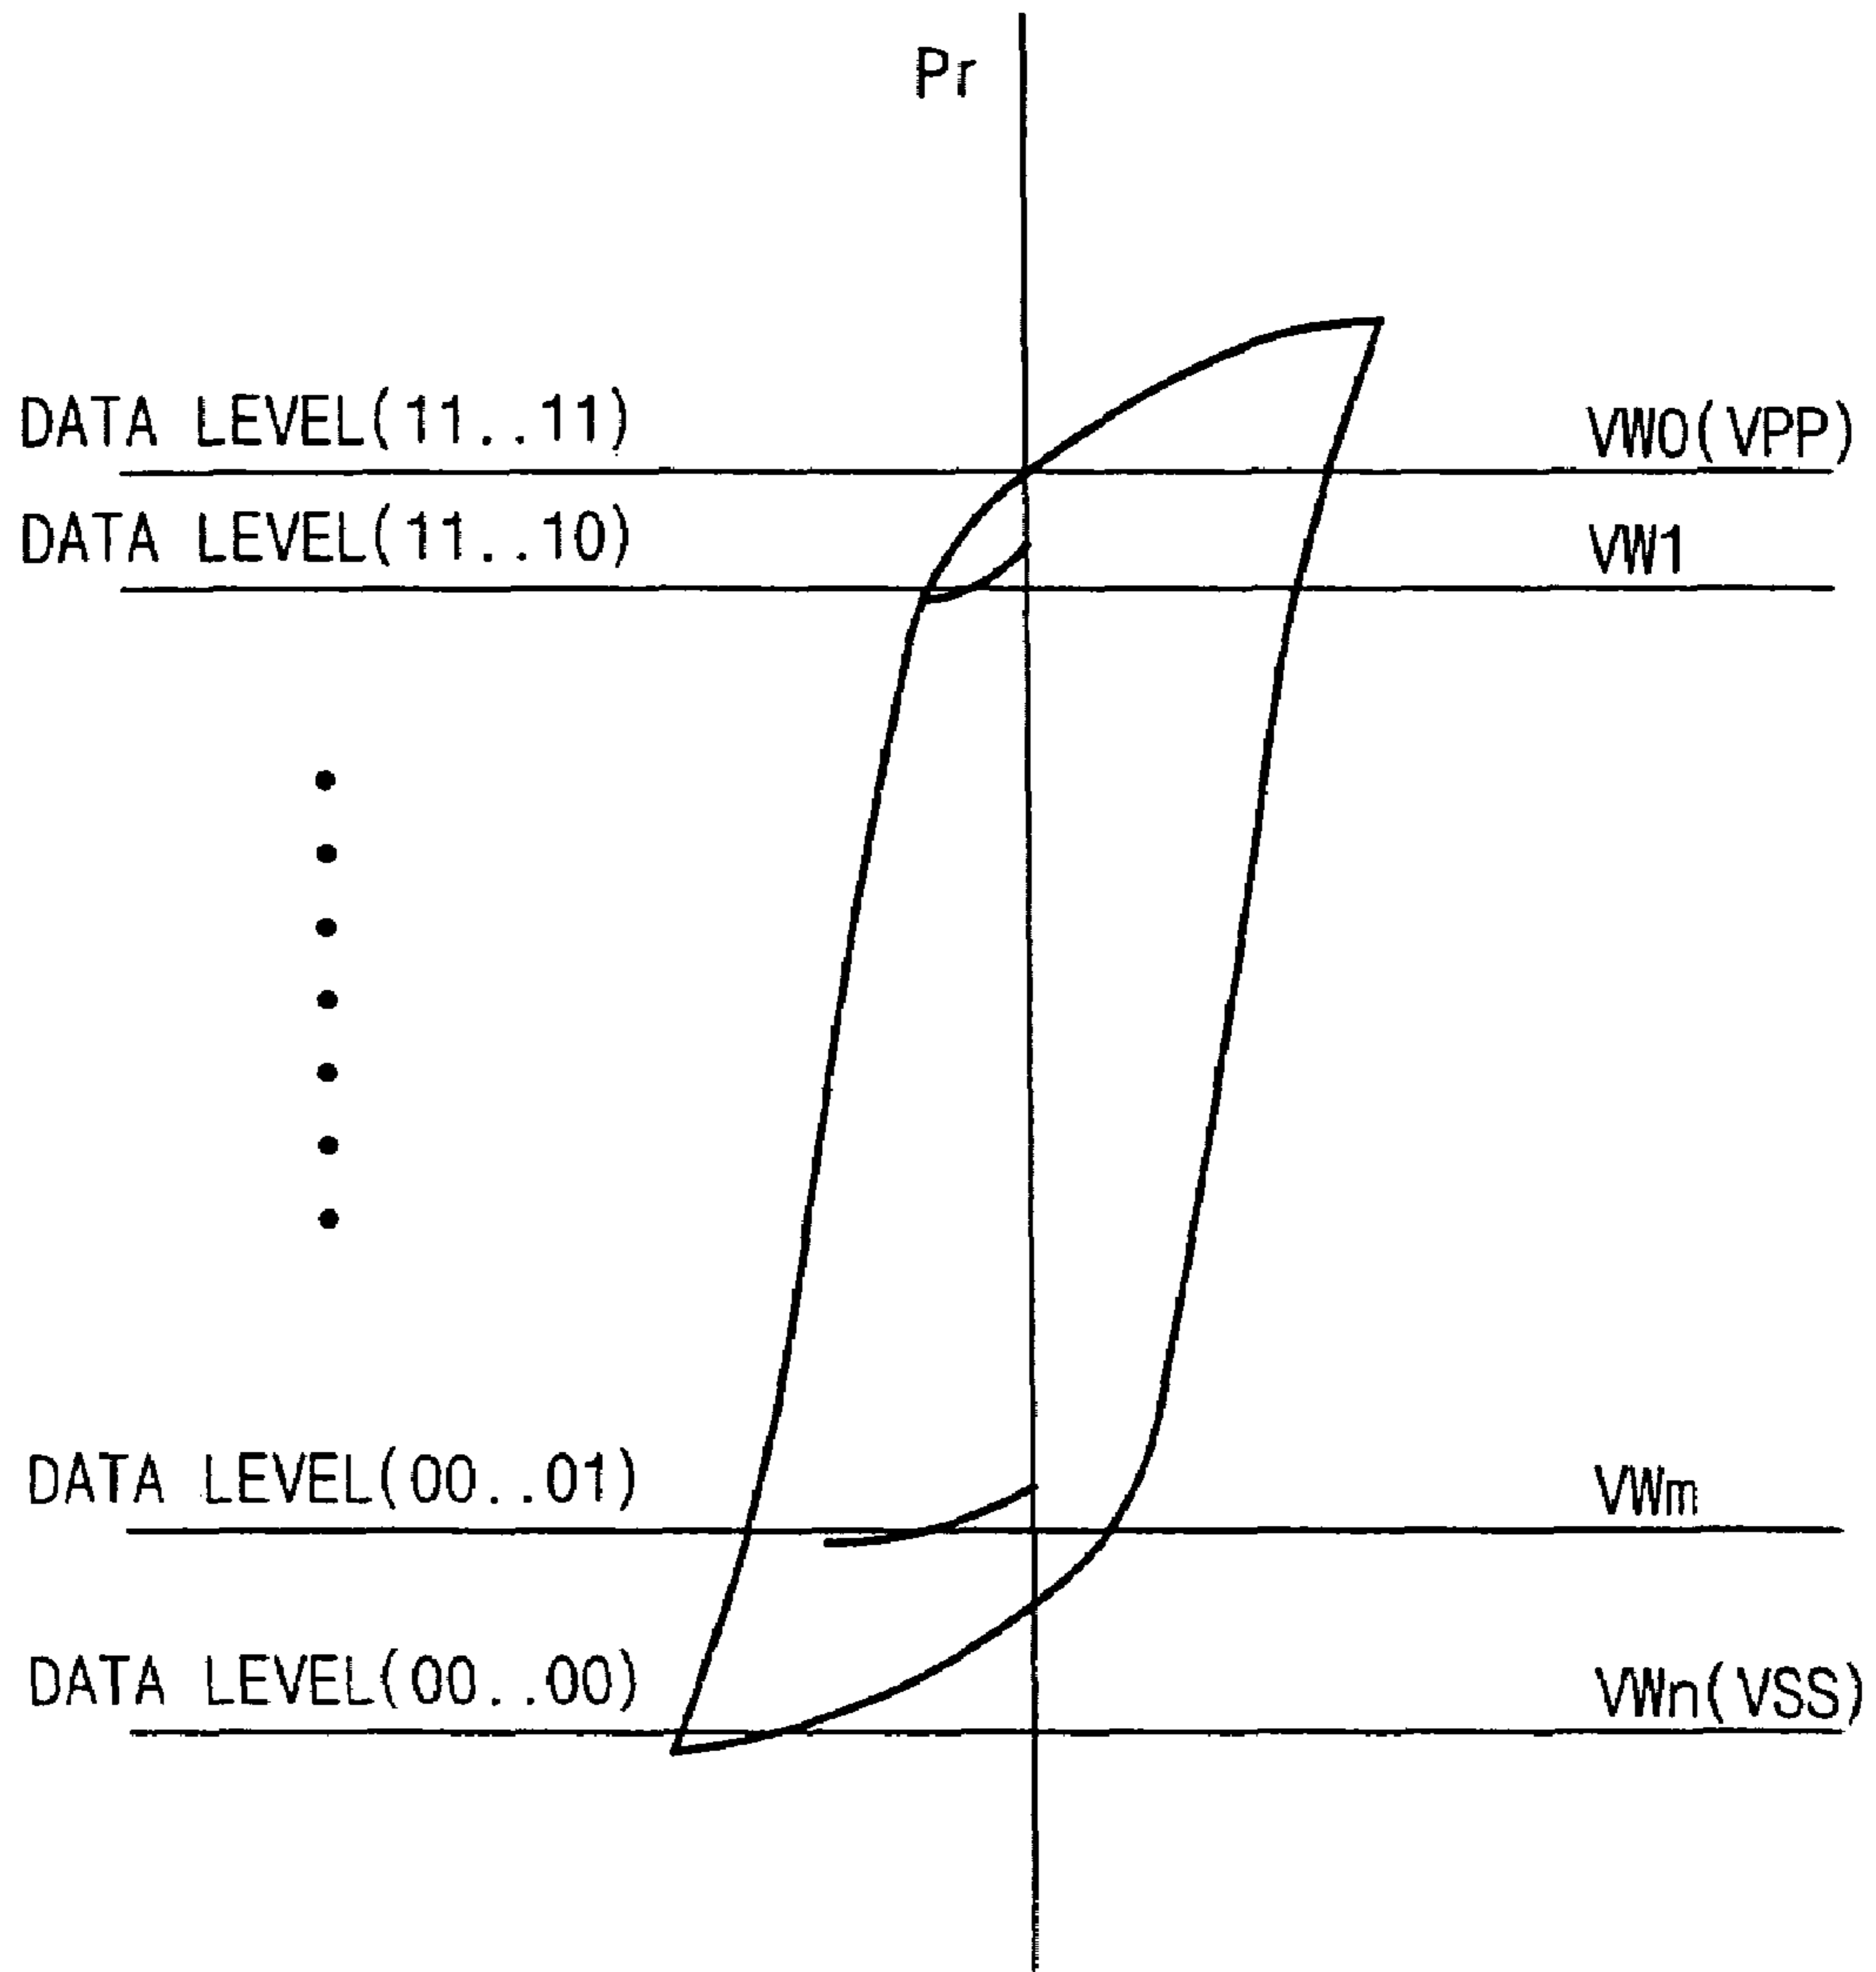 Pr
DATA LEVEL(11..11) VW0(VPP)
DATA LEVEL(11..10) VW1
DATA LEVEL(00..01) VWm
DATA LEVEL(00..00) VWn(VSS)